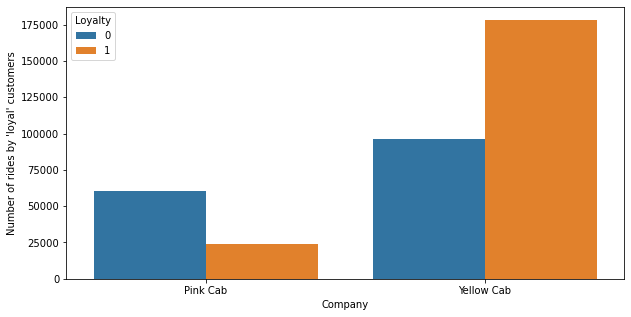 Loyalty
0
1
175000
150000
125000
100000
75000
50000
25000
0
Number of rides by 'loyal' customers
Pink Cab
Yellow Cab
Company